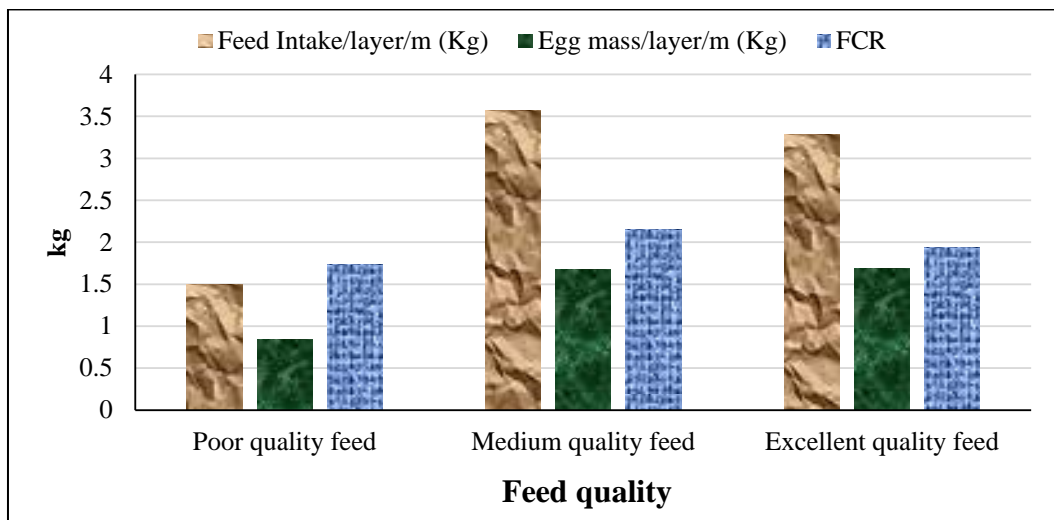 Feed Intake/layer/m (Kg) Egg mass/layer/m (Kg) FCR
4
3.5
3
2.5
2
1.5
1
0.5
0
kg
Poor quality feed Medium quality feed Excellent quality feed
Feed quality